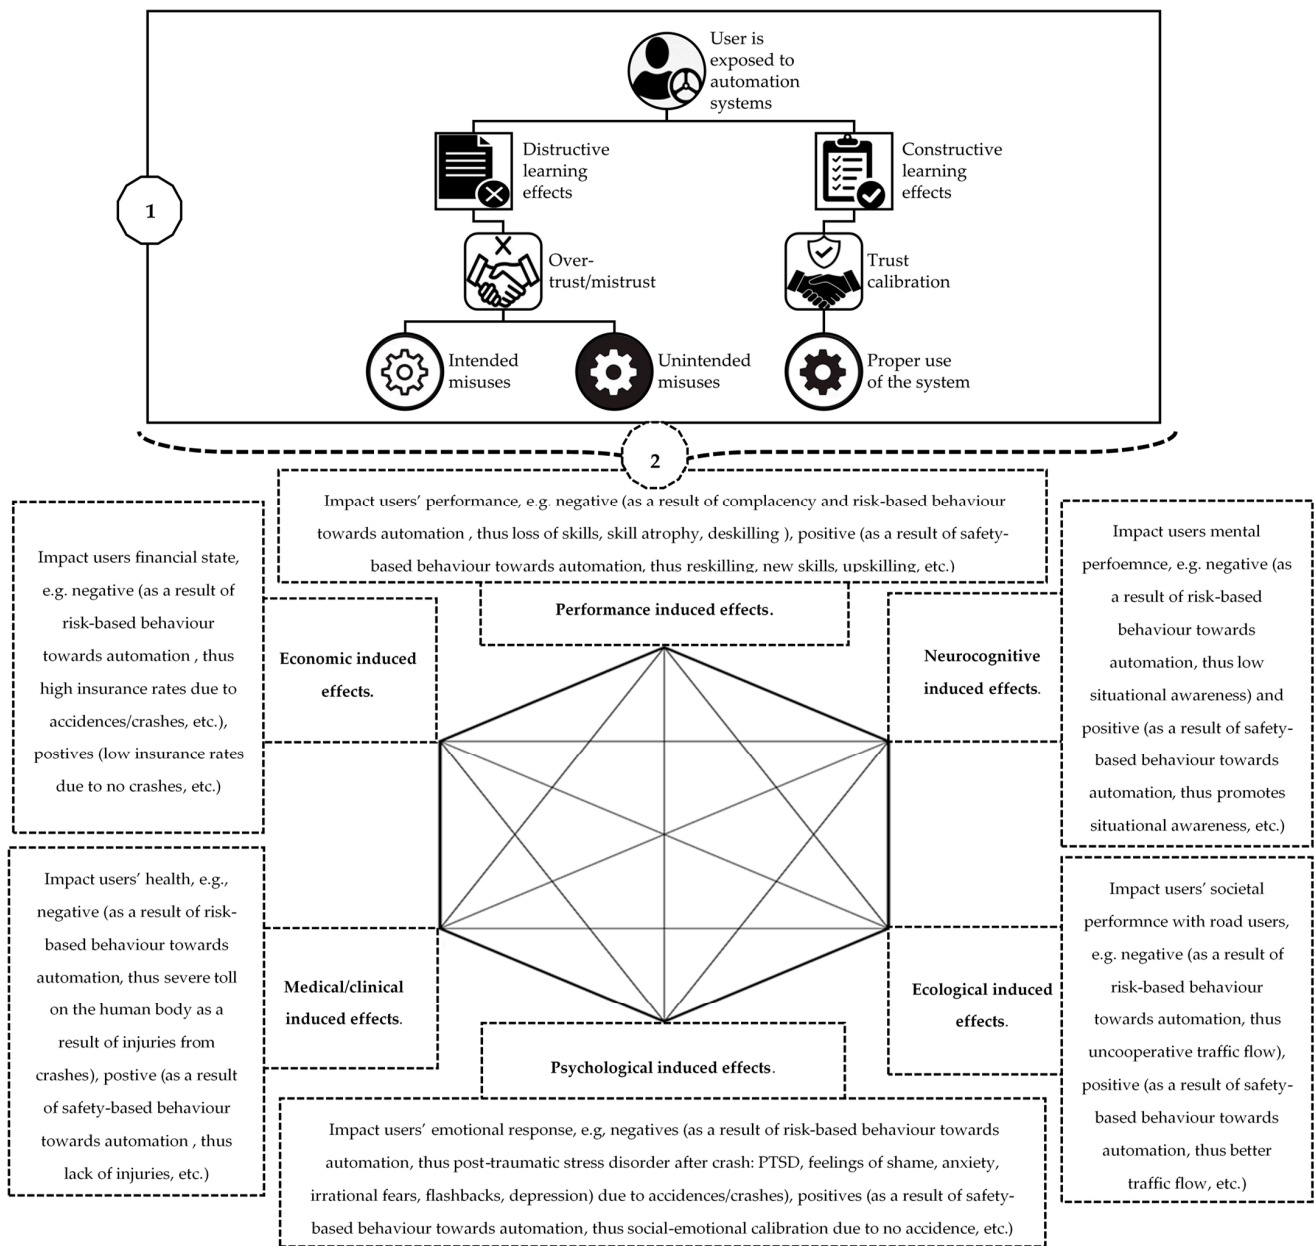 User is
exposed to
automation
systems
Distructive
learning
effects
Constructive
learning
effects
1
Over-
trust/mistrust
Trust
calibration
Intended
misuses
Unintended
misuses
Proper use
of the system
2
Impact users' performance, e.g. negative (as a result of complacency and risk-based behaviour
towards automation , thus loss of skills, skill atrophy, deskilling ), positive (as a result of safety-
based behaviour towards automation, thus reskilling, new skills, upskilling, etc.)
Performance induced effects.
Impact users financial state,
e.g. negative (as a result of
risk-based behaviour
towards automation , thus
high insurance rates due to
accidences/crashes, etc.),
postives (low insurance rates
due to no crashes, etc.)
Economic induced
effects.
Neurocognitive
induced effects.
Impact users mental
perfoemnce, e.g. negative (as
a result of risk-based
behaviour towards
automation, thus low
situational awareness) and
positive (as a result of safety-
based behaviour towards
automation, thus promotes
situational awareness, etc.)
Impact users' health, e.g.,
negative (as a result of risk-
based behaviour towards
automation, thus severe toll
on the human body as a
result of injuries from
crashes), postive (as a result
of safety-based behaviour
towards automation , thus
lack of injuries, etc.)
Medical/clinical
induced effects.
Ecological induced
effects.
Impact users' societal
performnce with road users,
e.g. negative (as a result of
risk-based behaviour
towards automation, thus
uncooperative traffic flow),
positive (as a result of safety-
based behaviour towards
automation, thus better
traffic flow, etc.)
Psychological induced effects.
Impact users' emotional response, e.g, negatives (as a result of risk-based behaviour towards
automation, thus post-traumatic stress disorder after crash: PTSD, feelings of shame, anxiety,
irrational fears, flashbacks, depression) due to accidences/crashes), positives (as a result of safety-
based behaviour towards automation, thus social-emotional calibration due to no accidence, etc.)